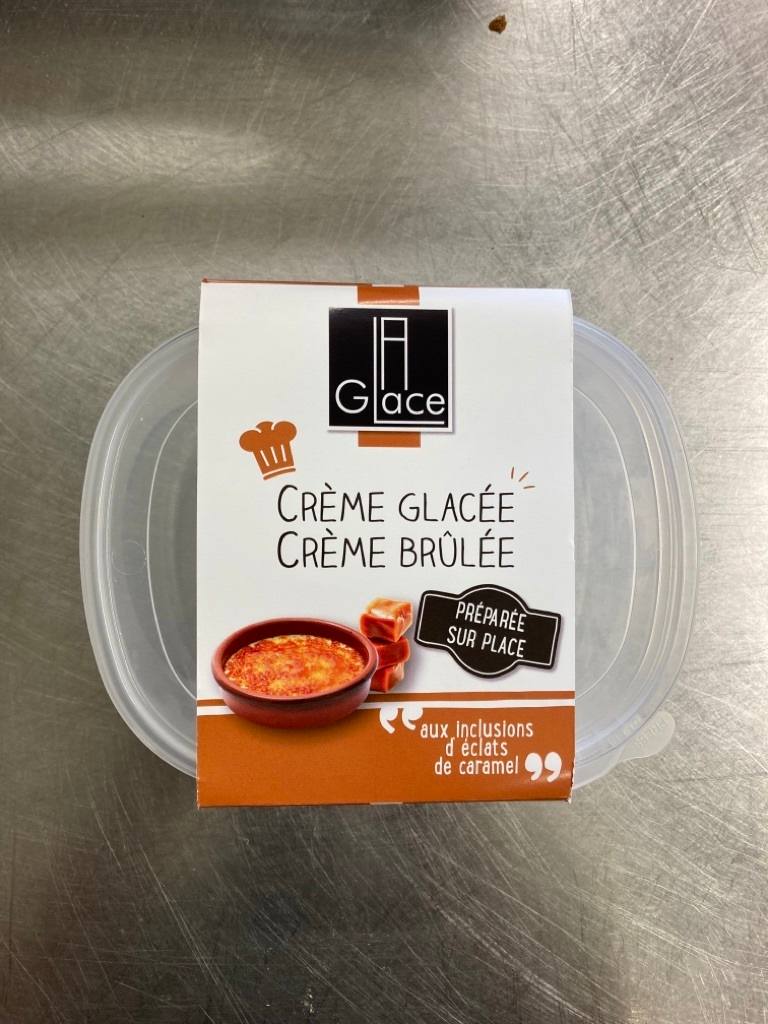 LA
GLace
CRÈME GLACÉE
CRÈME BRÛLÉE
PRÉPARÉE
SUR PLACE
“aux inclusions
d'éclats
de caramel”